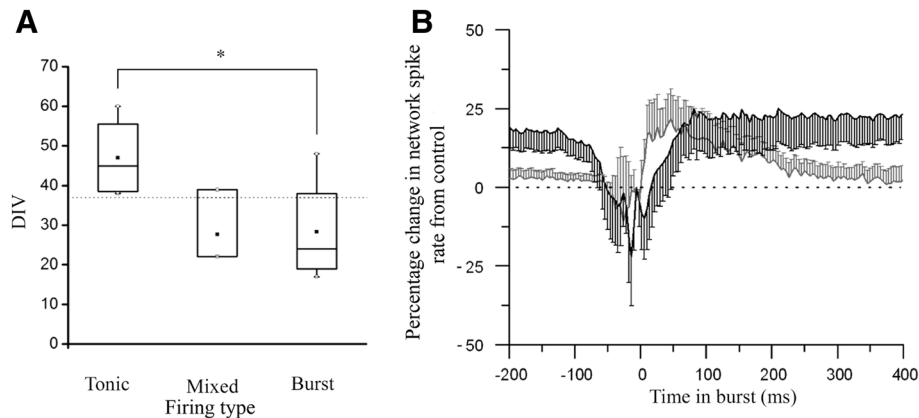 A
DIV
70
60
50
40
30
20
10
0
*
Tonic
Mixed
Burst
Firing type
B
Percentage change in network spike
rate from control
50
25
0
-25
-50
-200
-100
0
100
200
300
400
Time in burst (ms)